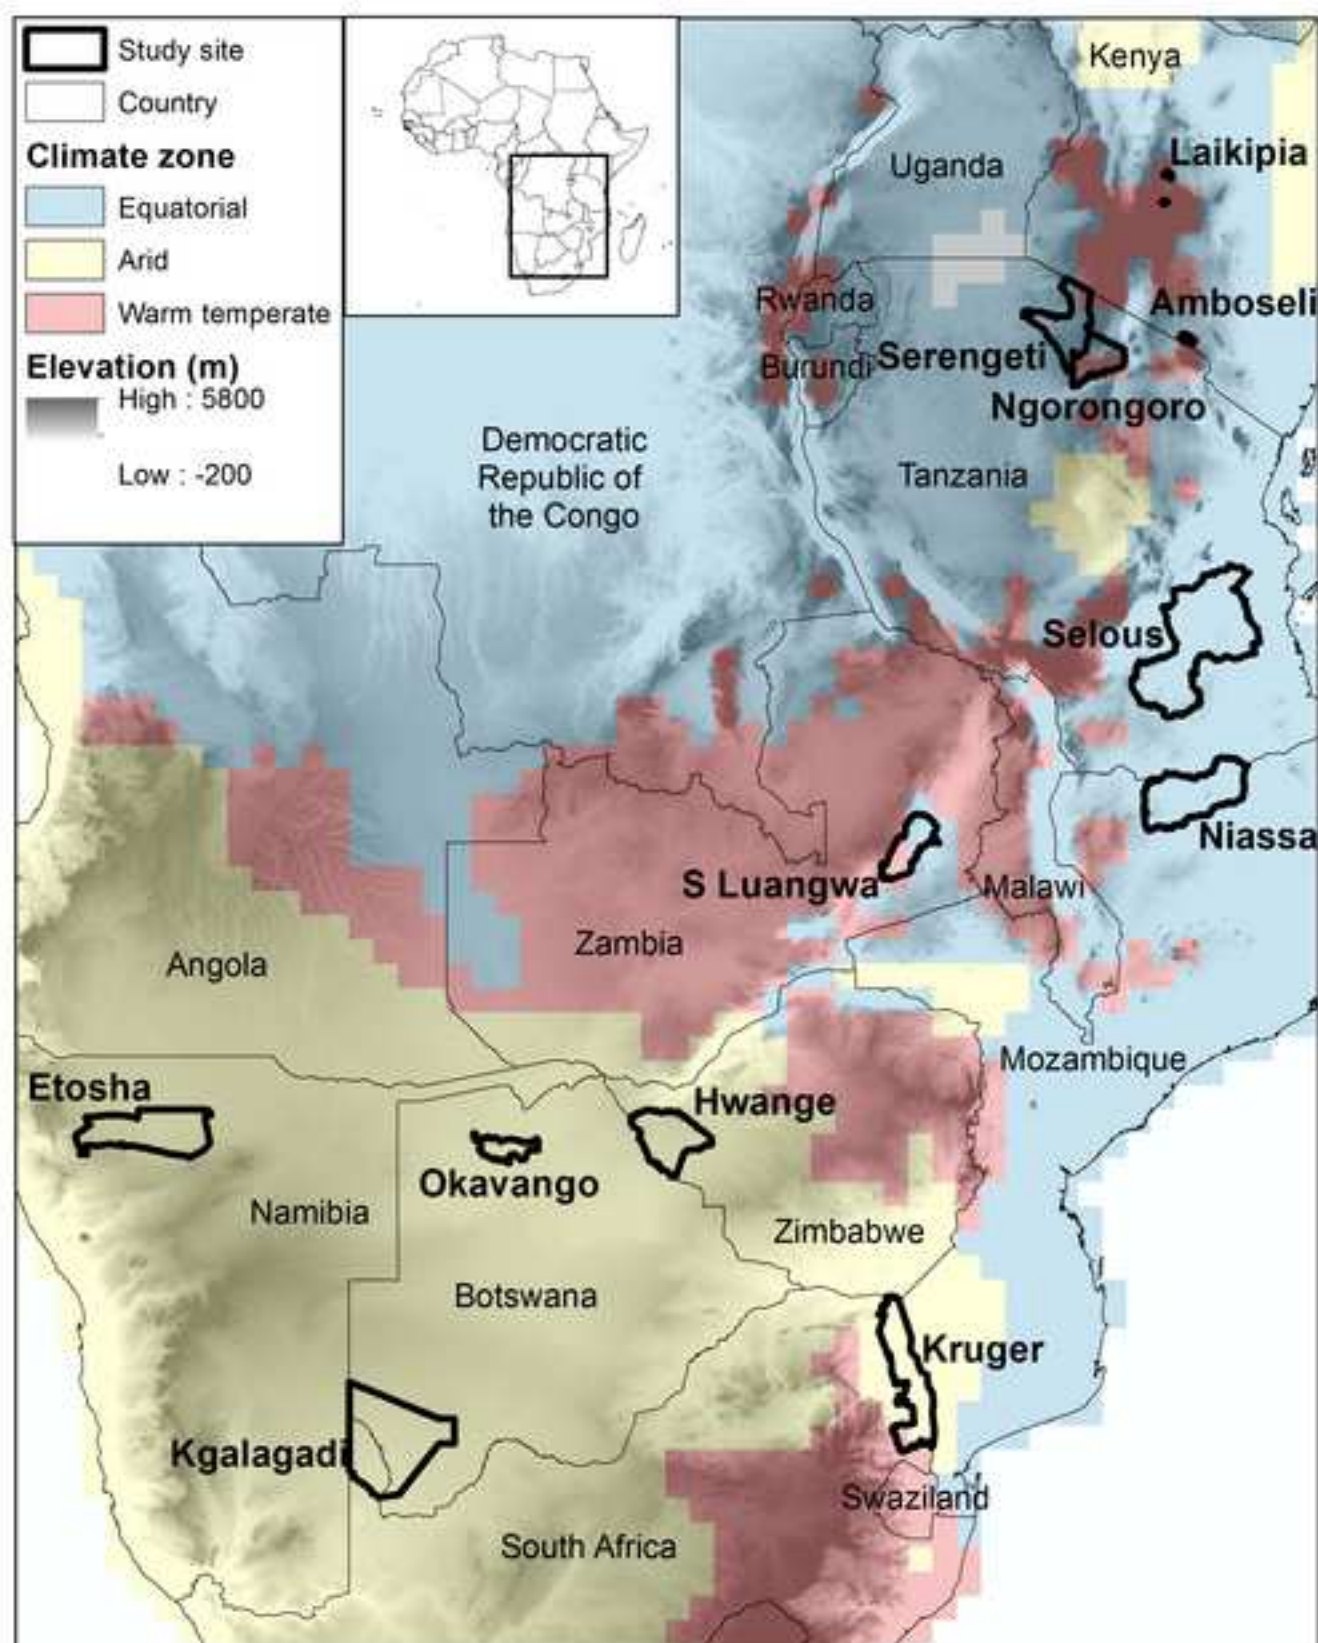 Study site
Country
Climate zone
Equatorial
Arid
Warm temperate
Elevation (m)
High : 5800
Low : -200
Kenya
Laikipia
Uganda
Rwanda
Amboseli
Burundi
Serengeti
Ngorongoro
Democratic
Republic of
the Congo
Tanzania
Selous
Niassa
S Luangwa
Malawi
Zambia
Angola
Mozambique
Etosha
Hwange
Okavango
Namibia
Zimbabwe
Botswana
Kruger
Kgalagadi
Swaziland
South Africa